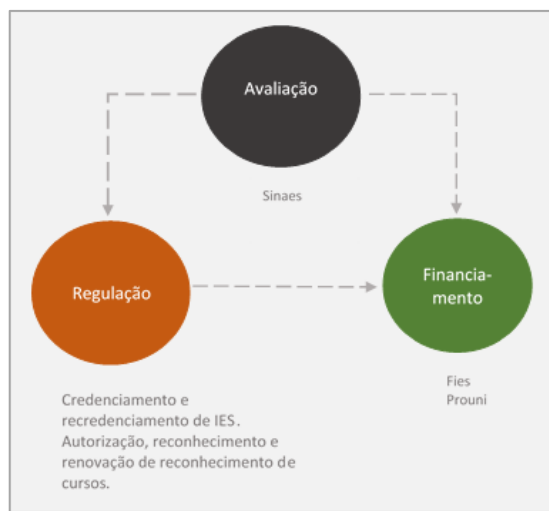 Avaliação
Sinaes
Regulação
Financia-
mento
Credenciamento e
recredenciamento de IES.
Autorização, reconhecimento e
renovação de reconhecimento de
cursos.
Fies
Prouni